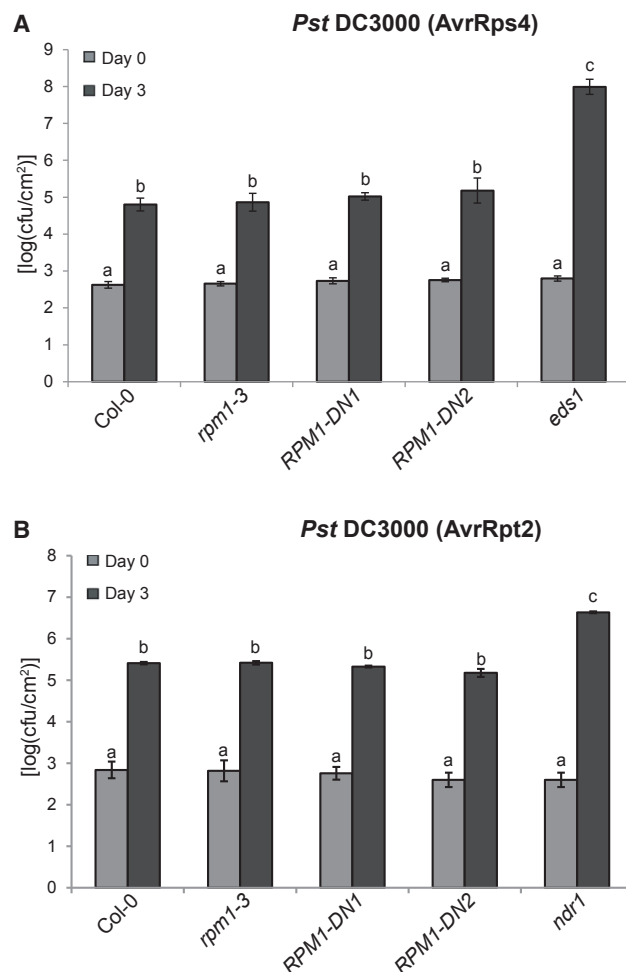 A
Pst DC3000 (AvrRps4)
Day 0
Day 3
[log(cfu/cm²)]
9
8
7
6
5
4
3
2
1
0
a
b
a
b
a
b
a
b
a
c
Col-0
rpm1-3
RPM1-DN1
RPM1-DN2
eds1
B
Pst DC3000 (AvrRpt2)
Day 0
Day 3
[log(cfu/cm²)]
8
7
6
5
4
3
2
1
0
a
b
a
b
a
b
a
b
a
c
Col-0
rpm1-3
RPM1-DN1
RPM1-DN2
ndr1